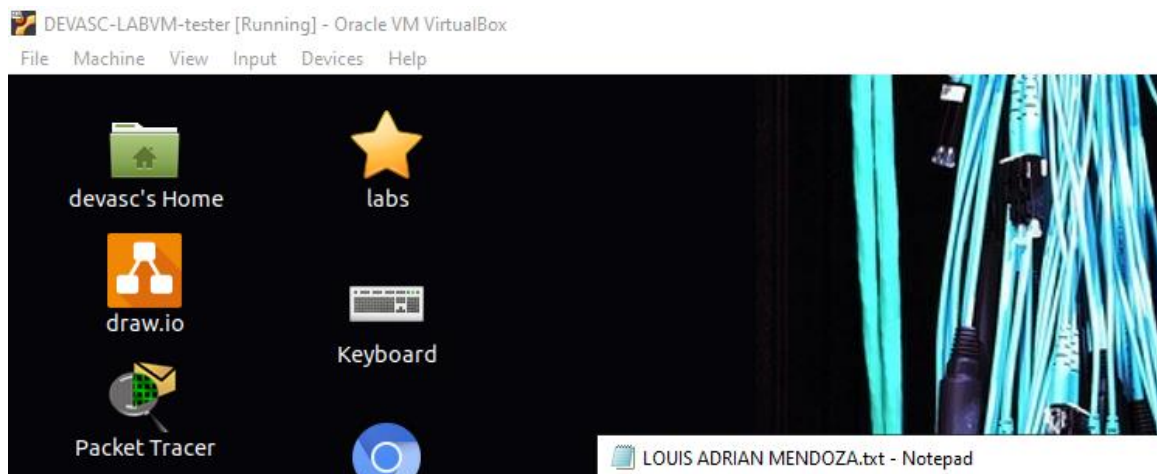 DEVASC-LABVM-tester [Running] - Oracle VM VirtualBox
File Machine View Input Devices Help
devasc's Home
labs
draw.io
Keyboard
Packet Tracer
LOUIS ADRIAN MENDOZA.txt - Notepad